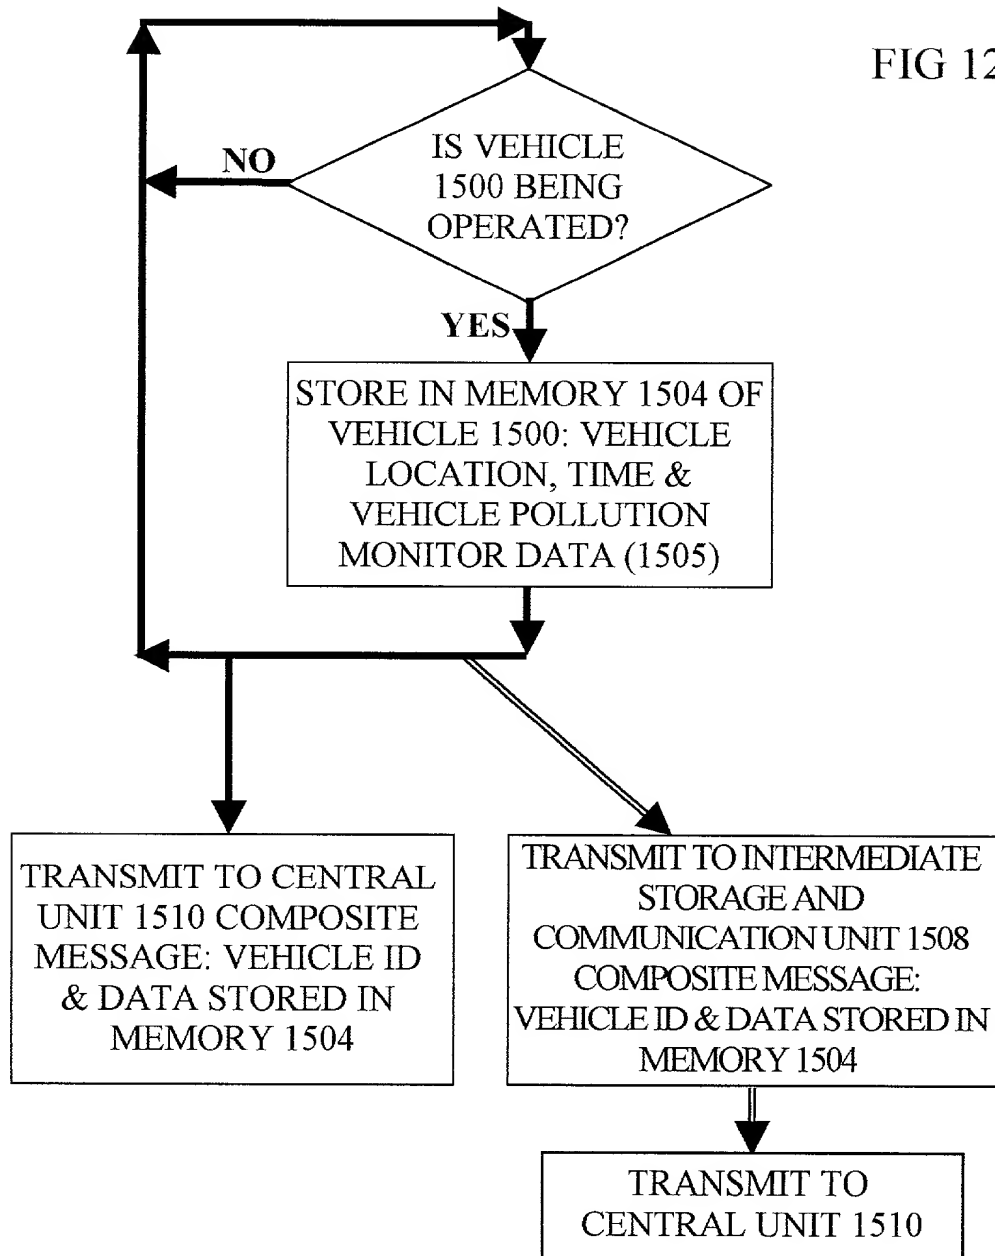 FIG 12
IS VEHICLE
1500 BEING
OPERATED?
NO
YES
STORE IN MEMORY 1504 OF
VEHICLE 1500: VEHICLE
LOCATION, TIME &
VEHICLE POLLUTION
MONITOR DATA (1505)
TRANSMIT TO CENTRAL
UNIT 1510 COMPOSITE
MESSAGE: VEHICLE ID
& DATA STORED IN
MEMORY 1504
TRANSMIT TO INTERMEDIATE
STORAGE AND
COMMUNICATION UNIT 1508
COMPOSITE MESSAGE:
VEHICLE ID & DATA STORED IN
MEMORY 1504
TRANSMIT TO
CENTRAL UNIT 1510